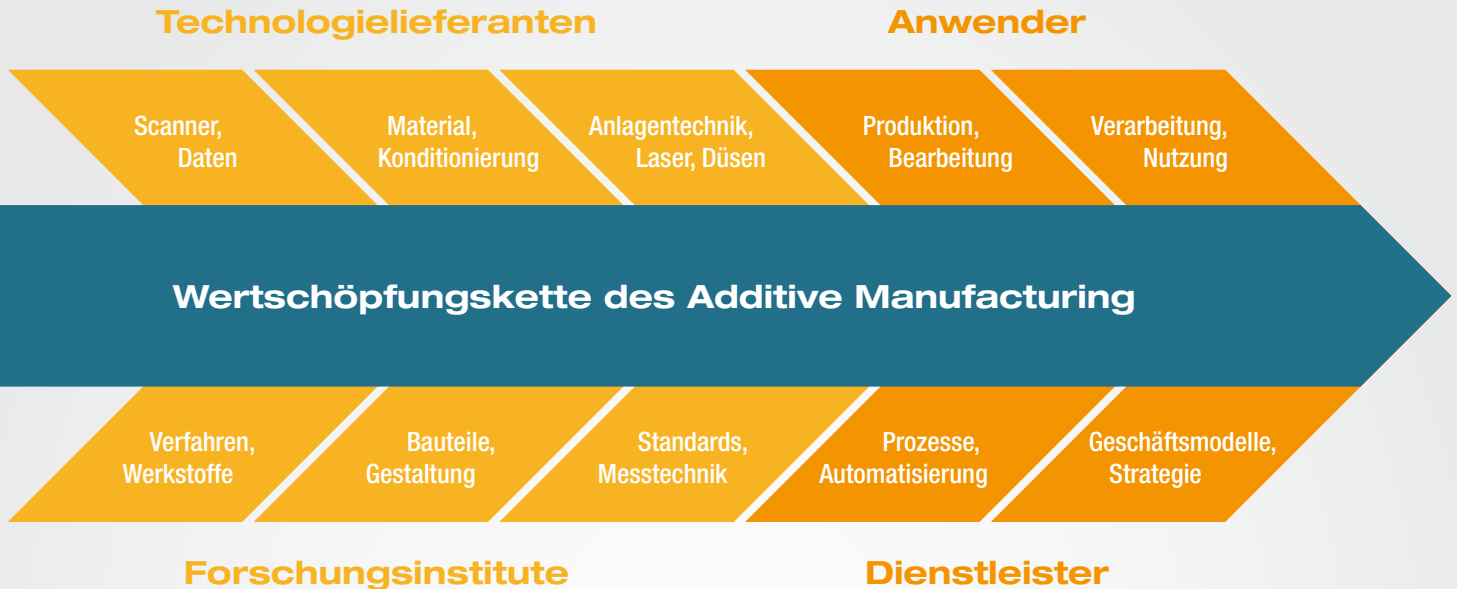 Technologielieferanten
Anwender
Scanner,
Daten
Material,
Konditionierung
Anlagentechnik,
Laser, Düsen
Produktion,
Bearbeitung
Verarbeitung,
Nutzung
Wertschöpfungskette des Additive Manufacturing
Verfahren,
Werkstoffe
Bauteile,
Gestaltung
Standards,
Messtechnik
Prozesse,
Automatisierung
Geschäftsmodelle,
Strategie
Forschungsinstitute
Dienstleister